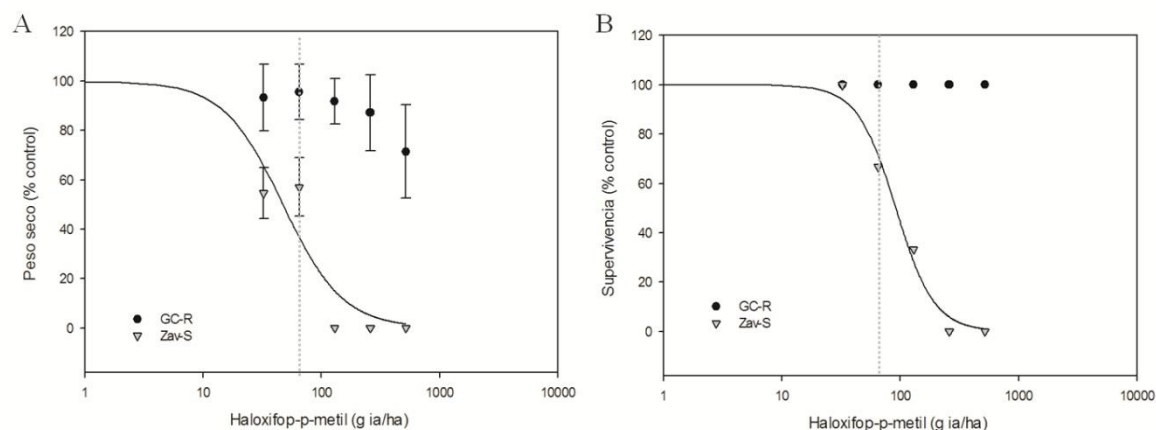 A
120
100
80
60
40
20
0
Peso seco (% control)
GC-R
Zav-S
1 10 100 1000 10000
Haloxifop-p-metil (g ia/ha)
B
120
100
80
60
40
20
0
Supervivencia (% control)
GC-R
Zav-S
1 10 100 1000 10000
Haloxifop-p-metil (g ia/ha)